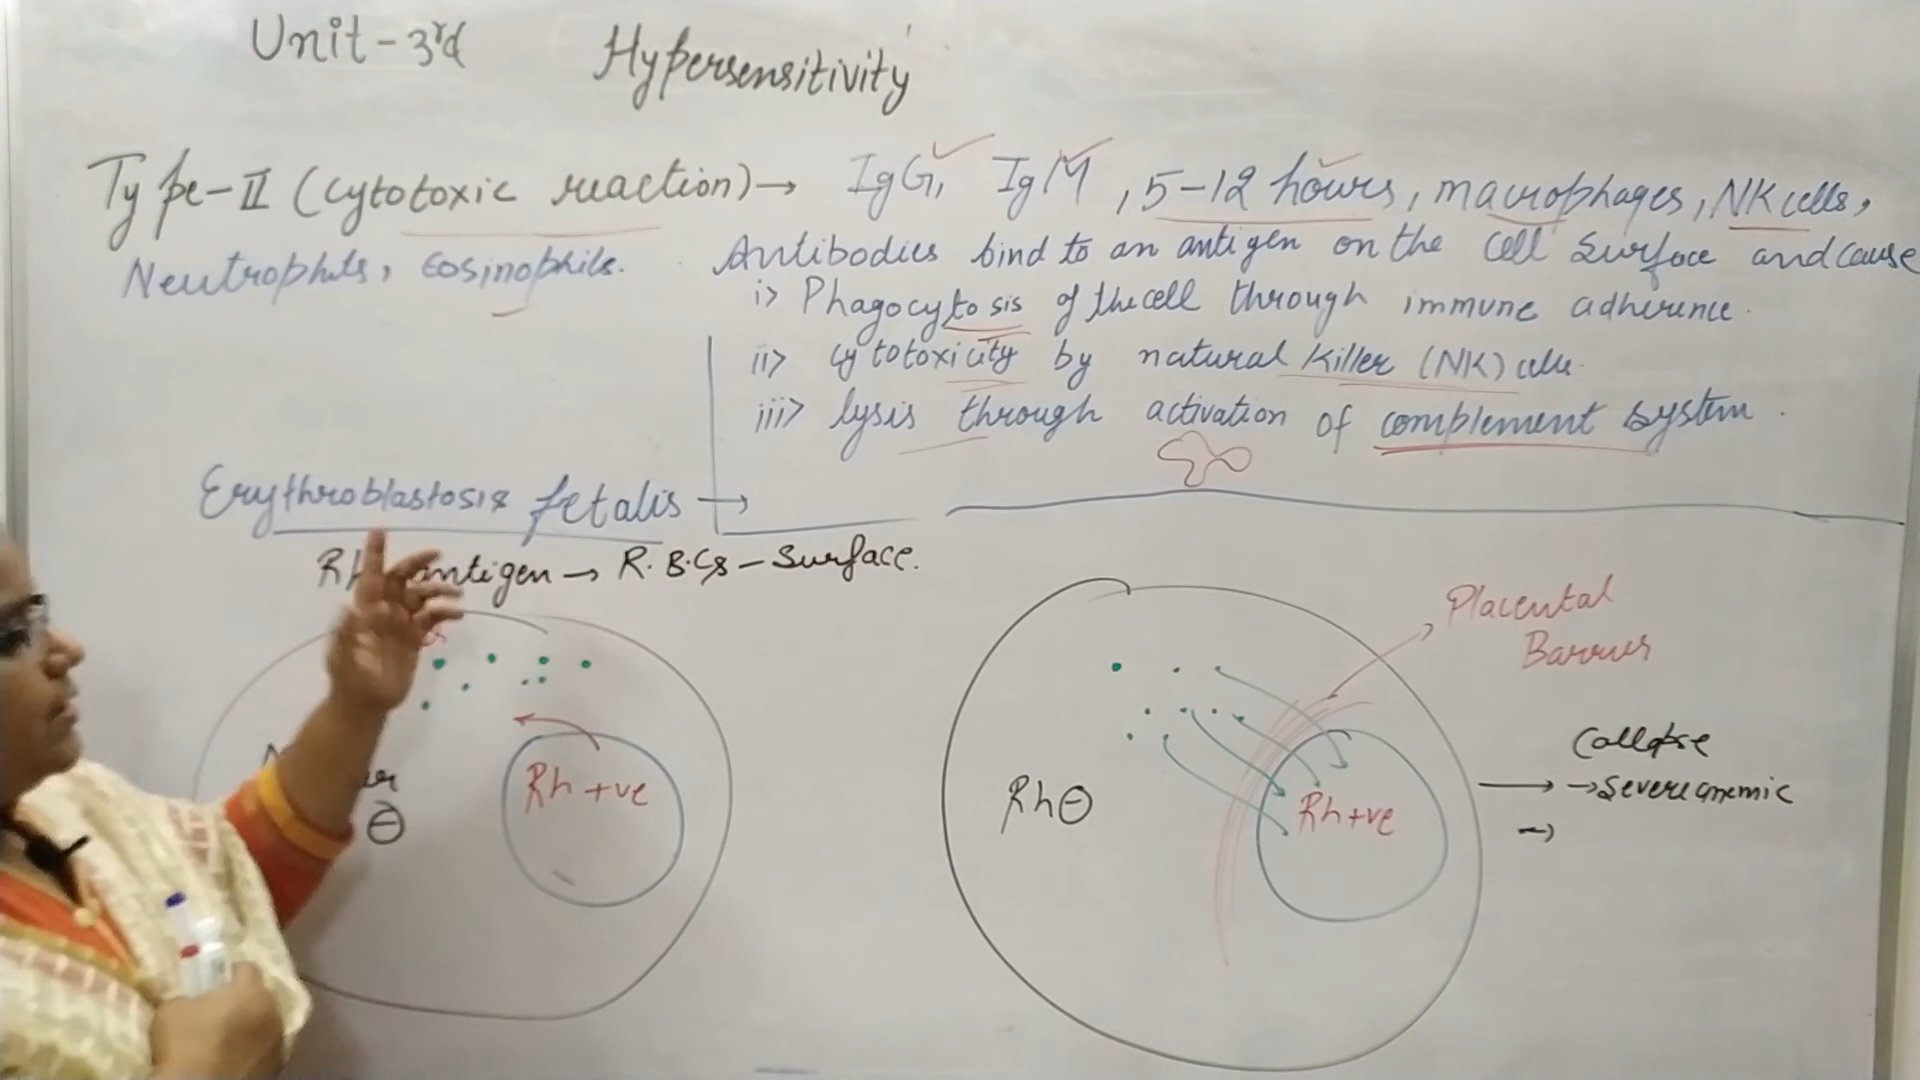 Unit-3rd Hypersensitivity
Type-II (cytotoxic reaction) → IgG, IgM, 5-12 hours, macrophages, NK cells,
Neutrophils, Eosinophils.
Antibodies bind to an antigen on the cell surface and cause
i> Phagocytosis of the cell through immune adherence.
ii> cytotoxicity by natural killer (NK) cells.
iii> lysis through activation of complement system.
Erythroblastosis fetalis →
antigen → R.B.Cs - Surface.
Rh +ve
⊖
Placental
Barrier
Rh⊖
Rh+ve
Collapse
→ → Severe anemic
→